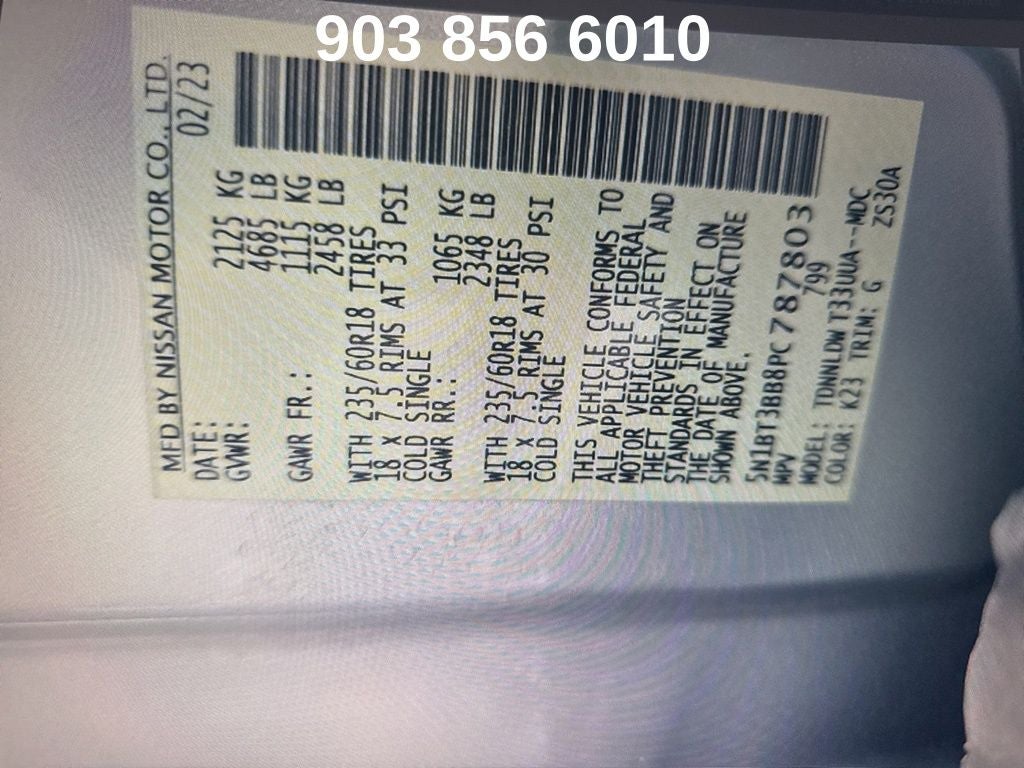 903 856 6010
MFD BY NISSAN MOTOR CO., LTD.
DATE: 02/23
GVWR: 2125 KG
4685 LB
GAWR FR.: 1115 KG
2458 LB
WITH 235/60R18 TIRES
18 X 7.5 RIMS AT 33 PSI
COLD SINGLE
GAWR RR.: 1065 KG
2348 LB
WITH 235/60R18 TIRES
18 X 7.5 RIMS AT 30 PSI
COLD SINGLE
THIS VEHICLE CONFORMS TO
ALL APPLICABLE FEDERAL
MOTOR VEHICLE SAFETY AND
THEFT PREVENTION
STANDARDS IN EFFECT ON
THE DATE OF MANUFACTURE
SHOWN ABOVE.
5N1BT3BB8PC787803
MPV 799
MODEL: TDNNLDWT33UUA--MDC
COLOR: K23 TRIM: G ZS30A